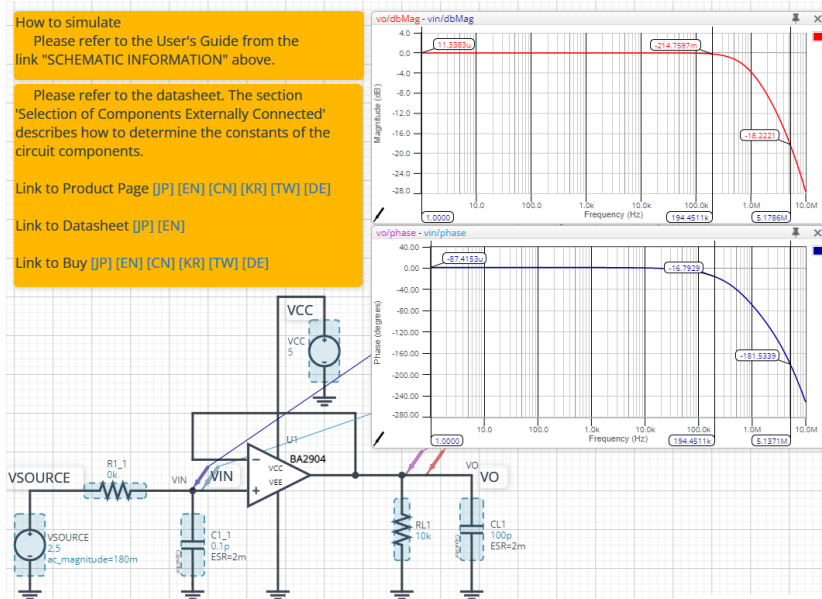 How to simulate
Please refer to the User's Guide from the
link "SCHEMATIC INFORMATION" above.
Please refer to the datasheet. The section
'Selection of Components Externally Connected'
describes how to determine the constants of the
circuit components.
Link to Product Page [JP] [EN] [CN] [KR] [TW] [DE]
Link to Datasheet [JP] [EN]
Link to Buy [JP] [EN] [CN] [KR] [TW] [DE]
vo/dbMag - vin/dbMag
4.0
0.0
-4.0
-8.0
-12.0
-16.0
-20.0
-24.0
-28.0
Magnitude (dB)
11.3383u
-214.7597m
-18.2221
10.0
100.0
1.0k
10.0k
100.0k
1.0M
10.0M
Frequency (Hz)
1.0000
194.4511k
5.1786M
vo/phase - vin/phase
40.00
0.00
-40.00
-80.00
-120.00
-160.00
-200.00
-240.00
-280.00
Phase (degrees)
-87.4153u
-16.7929
-181.5339
10.0
100.0
1.0k
10.0k
100.0k
1.0M
10.0M
Frequency (Hz)
1.0000
194.4511k
5.1371M
VCC
VCC
5
U1
BA2904
VCC
VEE
R1_1
0k
VSOURCE
VIN
VIN
VO
VO
VSOURCE
2.5
ac_magnitude=180m
C1_1
0.1p
ESR=2m
RL1
10k
CL1
100p
ESR=2m